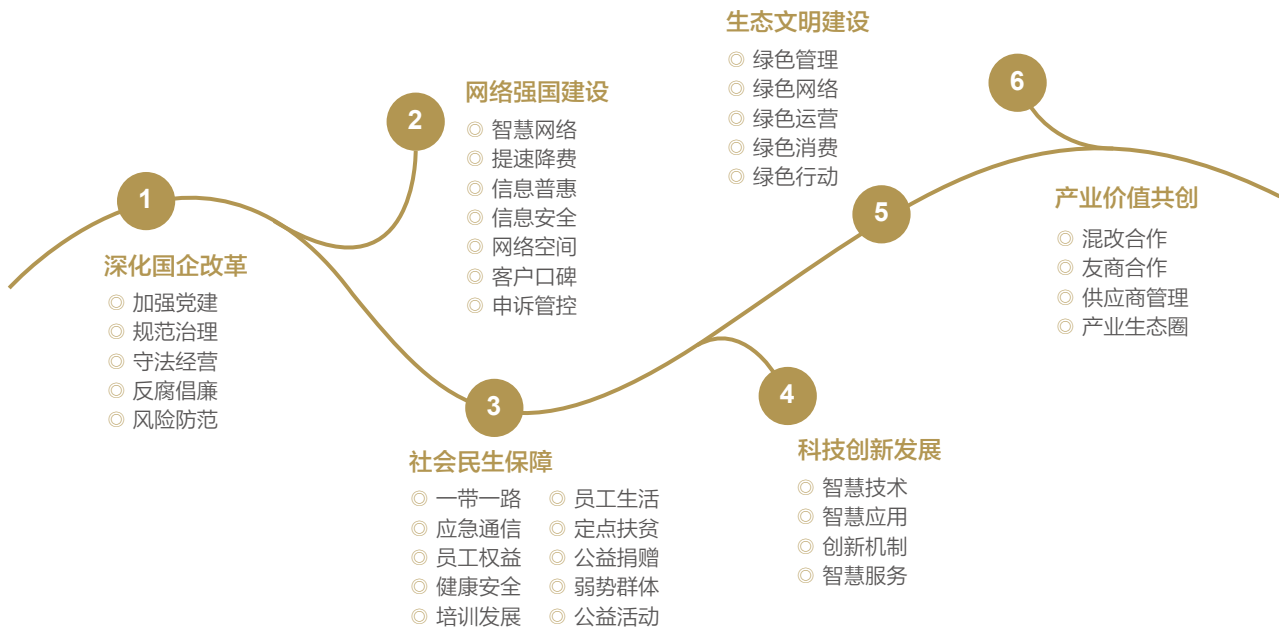 1
深化国企改革
加强党建
规范治理
守法经营
反腐倡廉
风险防范
2
网络强国建设
智慧网络
提速降费
信息普惠
信息安全
网络空间
客户口碑
申诉管控
3
社会民生保障
一带一路
应急通信
员工权益
健康安全
培训发展
员工生活
定点扶贫
公益捐赠
弱势群体
公益活动
4
科技创新发展
智慧技术
智慧应用
创新机制
智慧服务
5
生态文明建设
绿色管理
绿色网络
绿色运营
绿色消费
绿色行动
6
产业价值共创
混改合作
友商合作
供应商管理
产业生态圈